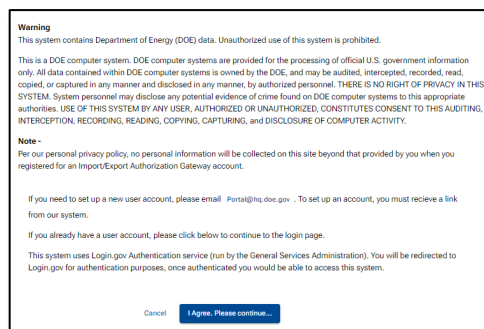 Warning
This system contains Department of Energy (DOE) data. Unauthorized use of this system is prohibited.
This is a DOE computer system. DOE computer systems are provided for the processing of official U.S. government information
only. All data contained within DOE computer systems is owned by the DOE, and may be audited, intercepted, recorded, read,
copied, or captured in any manner and disclosed in any manner, by authorized personnel. THERE IS NO RIGHT OF PRIVACY IN THIS
SYSTEM. System personnel may disclose any potential evidence of crime found on DOE computer systems to this appropriate
authorities. USE OF THIS SYSTEM BY ANY USER, AUTHORIZED OR UNAUTHORIZED, CONSTITUTES CONSENT TO THIS AUDITING,
INTERCEPTION, RECORDING, READING, COPYING, CAPTURING, and DISCLOSURE OF COMPUTER ACTIVITY.
Note -
Per our personal privacy policy, no personal information will be collected on this site beyond that provided by you when you
registered for an Import/Export Authorization Gateway account.
If you need to set up a new user account, please email Portal@hq.doe.gov . To set up an account, you must recieve a link
from our system.
If you already have a user account, please click below to continue to the login page.
This system uses Login.gov Authentication service (run by the General Services Administration). You will be redirected to
Login.gov for authentication purposes, once authenticated you would be able to access this system.
Cancel I Agree. Please continue...